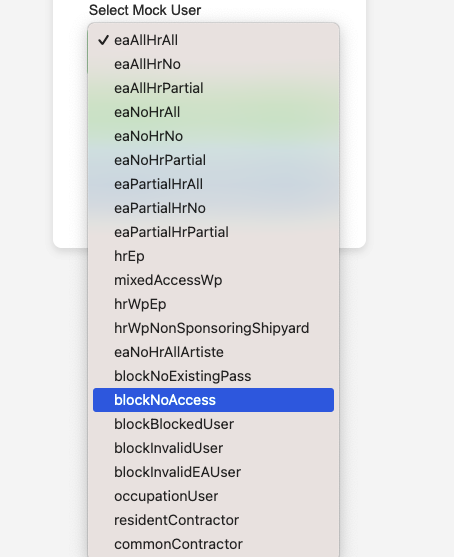 Select Mock User
✓ eaAllHrAll
eaAllHrNo
eaAllHrPartial
eaNoHrAll
eaNoHrNo
eaNoHrPartial
eaPartialHrAll
eaPartialHrNo
eaPartialHrPartial
hrEp
mixedAccessWp
hrWpEp
hrWpNonSponsoringShipyard
eaNoHrAllArtiste
blockNoExistingPass
blockNoAccess
blockBlockedUser
blockInvalidUser
blockInvalidEAUser
occupationUser
residentContractor
commonContractor